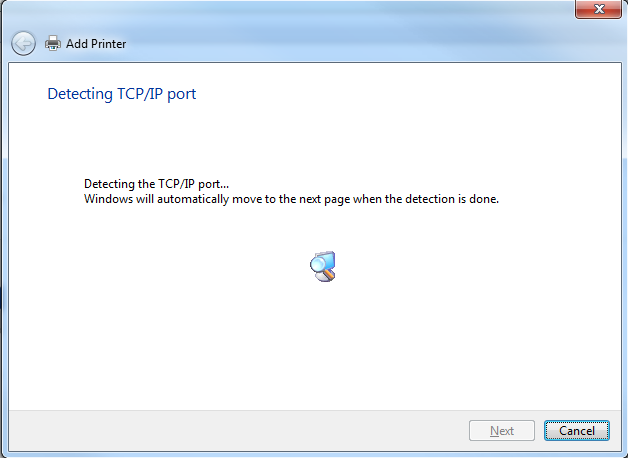 Add Printer
Detecting TCP/IP port
Detecting the TCP/IP port...
Windows will automatically move to the next page when the detection is done.
Next
Cancel